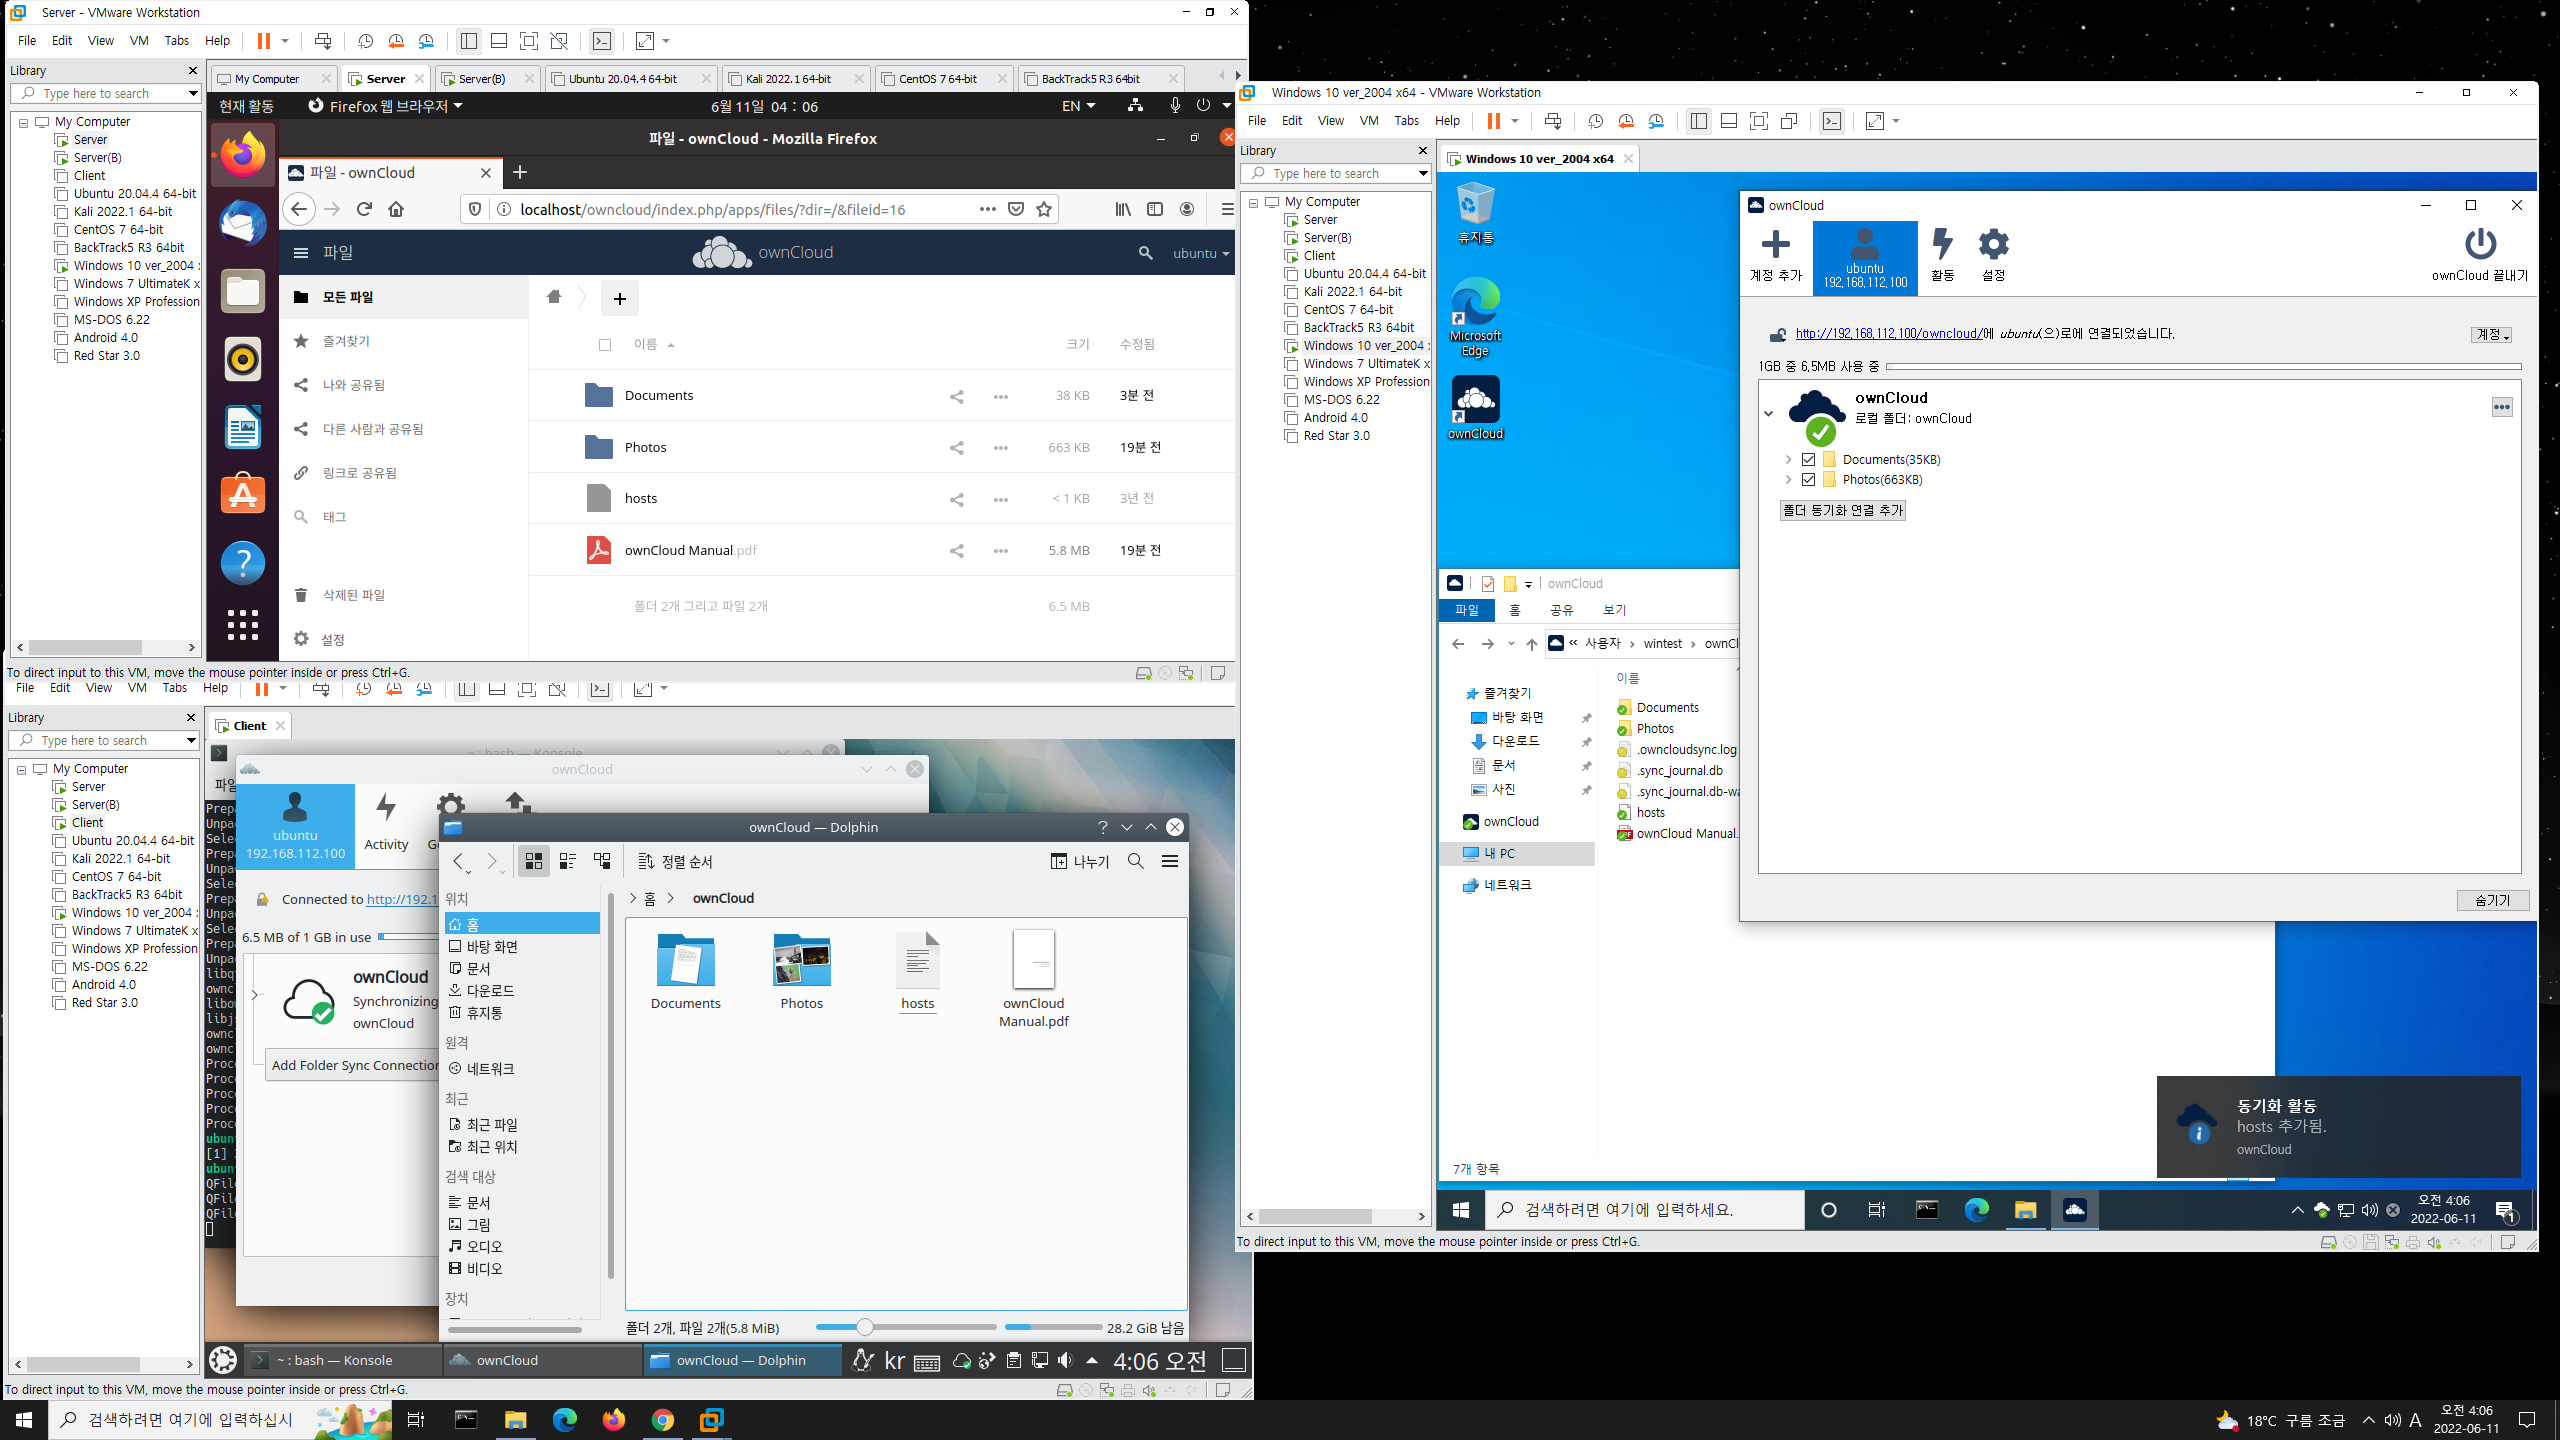 Server - VMware Workstation
File Edit View VM Tabs Help
Library
Type here to search
My Computer
Server
Server(B)
Client
Ubuntu 20.04.4 64-bit
Kali 2022.1 64-bit
CentOS 7 64-bit
BackTrack5 R3 64bit
Windows 10 ver_2004 x
Windows 7 UltimateK x
Windows XP Profession
MS-DOS 6.22
Android 4.0
Red Star 3.0
My Computer Server Server(B) Ubuntu 20.04.4 64-bit Kali 2022.1 64-bit CentOS 7 64-bit BackTrack5 R3 64bit
현재 활동 Firefox 웹 브라우저 6월 11일 04 : 06 EN
파일 - ownCloud - Mozilla Firefox
파일 - ownCloud
localhost/owncloud/index.php/apps/files/?dir=/&fileid=16
파일 ownCloud ubuntu
모든 파일
즐겨찾기
나와 공유됨
다른 사람과 공유됨
링크로 공유됨
태그
삭제된 파일
설정
이름 크기 수정됨
Documents 38 KB 3분 전
Photos 663 KB 19분 전
hosts < 1 KB 3년 전
ownCloud Manual.pdf 5.8 MB 19분 전
폴더 2개 그리고 파일 2개 6.5 MB
To direct input to this VM, move the mouse pointer inside or press Ctrl+G.
File Edit View VM Tabs Help
Library
Type here to search
My Computer
Server
Server(B)
Client
Ubuntu 20.04.4 64-bit
Kali 2022.1 64-bit
CentOS 7 64-bit
BackTrack5 R3 64bit
Windows 10 ver_2004 x
Windows 7 UltimateK x
Windows XP Profession
MS-DOS 6.22
Android 4.0
Red Star 3.0
Client
~ : bash — Konsole
파일
Prepa
Unpac
Selec
Prepa
Unpac
Selec
Prepa
Unpac
Selec
Prepa
Unpac
libq
ownc
libo
libj
ownc
ownc
Proc
Proc
Proc
Proc
Proc
ubun
[1]
ubun
QFil
QFil
QFil
ownCloud
ubuntu
192.168.112.100
Activity
Connected to http://192.1
6.5 MB of 1 GB in use
ownCloud
Synchronizing
ownCloud
Add Folder Sync Connection
ownCloud — Dolphin
정렬 순서 나누기
홈 ownCloud
위치
홈
바탕 화면
문서
다운로드
휴지통
원격
네트워크
최근
최근 파일
최근 위치
검색 대상
문서
그림
오디오
비디오
장치
Documents
Photos
hosts
ownCloud
Manual.pdf
폴더 2개, 파일 2개(5.8 MiB) 28.2 GiB 남음
~ : bash — Konsole ownCloud ownCloud — Dolphin kr 4:06 오전
To direct input to this VM, move the mouse pointer inside or press Ctrl+G.
Windows 10 ver_2004 x64 - VMware Workstation
File Edit View VM Tabs Help
Library
Type here to search
My Computer
Server
Server(B)
Client
Ubuntu 20.04.4 64-bit
Kali 2022.1 64-bit
CentOS 7 64-bit
BackTrack5 R3 64bit
Windows 10 ver_2004 x
Windows 7 UltimateK x
Windows XP Profession
MS-DOS 6.22
Android 4.0
Red Star 3.0
Windows 10 ver_2004 x64
휴지통
Microsoft
Edge
ownCloud
ownCloud
계정 추가
ubuntu
192.168.112.100
활동
설정
ownCloud 끝내기
http://192.168.112.100/owncloud/에 ubuntu(으)로에 연결되었습니다.
계정
1GB 중 6.5MB 사용 중
ownCloud
로컬 폴더: ownCloud
Documents(35KB)
Photos(663KB)
폴더 동기화 연결 추가
숨기기
ownCloud
파일 홈 공유 보기
« 사용자 wintest ownCl
즐겨찾기
바탕 화면
다운로드
문서
사진
ownCloud
내 PC
네트워크
이름
Documents
Photos
.owncloudsync.log
.sync_journal.db
.sync_journal.db-wa
hosts
ownCloud Manual.
7개 항목
동기화 활동
hosts 추가됨.
ownCloud
검색하려면 여기에 입력하세요.
오전 4:06
2022-06-11
1
To direct input to this VM, move the mouse pointer inside or press Ctrl+G.
검색하려면 여기에 입력하십시
18°C 구름 조금
A
오전 4:06
2022-06-11